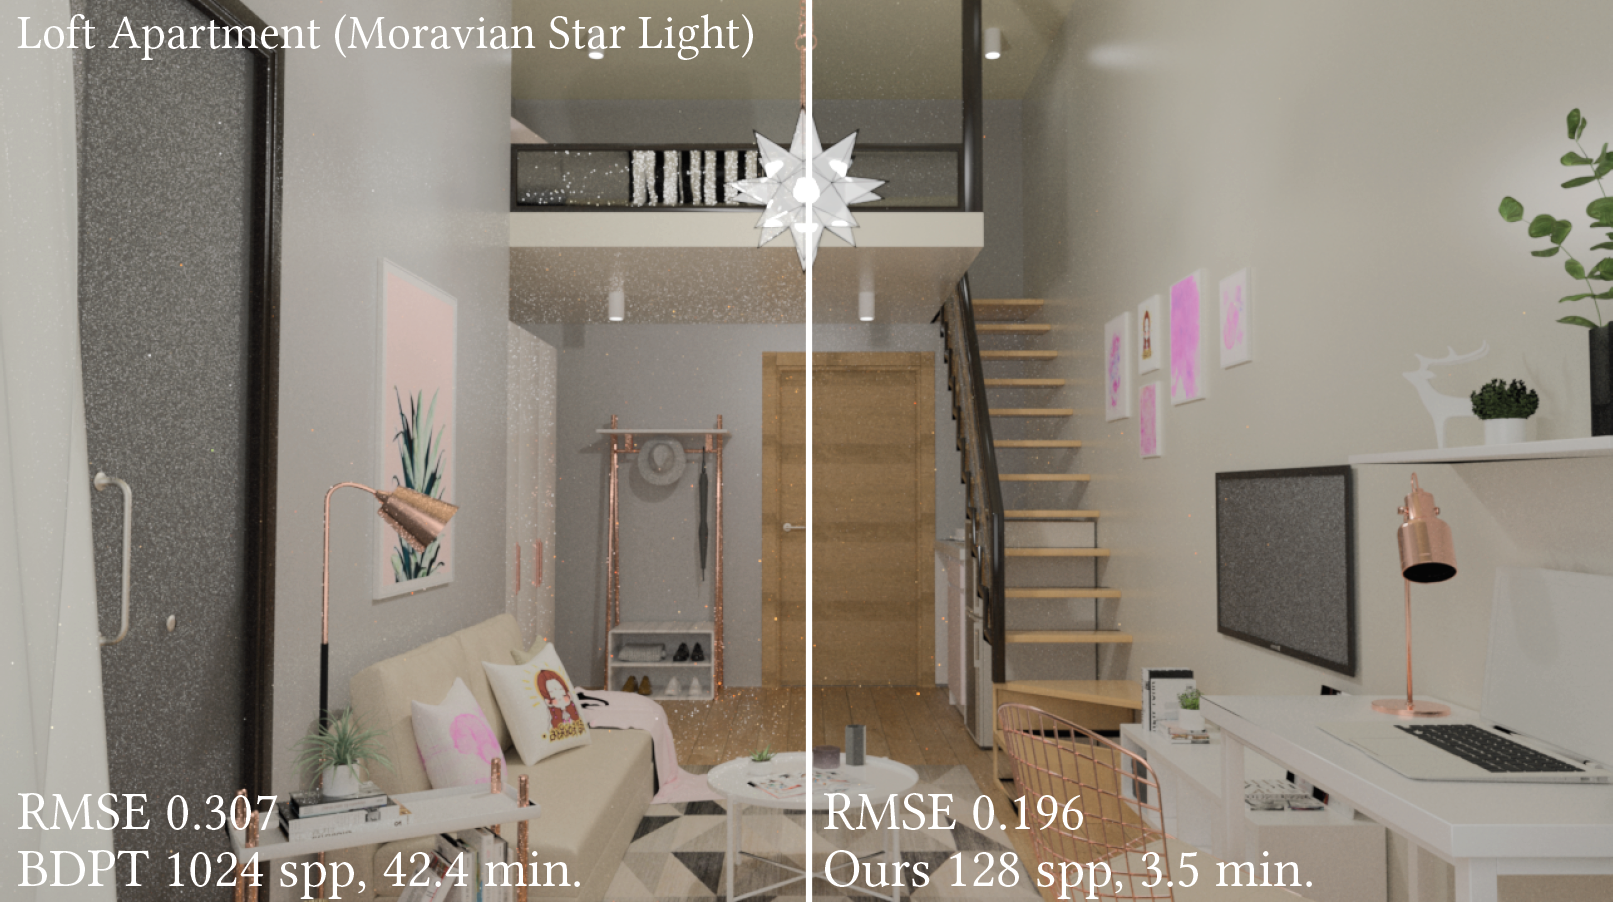 Loft Apartment (Moravian Star Light)
RMSE 0.307
BDPT 1024 spp, 42.4 min.
RMSE 0.196
Ours 128 spp, 3.5 min.